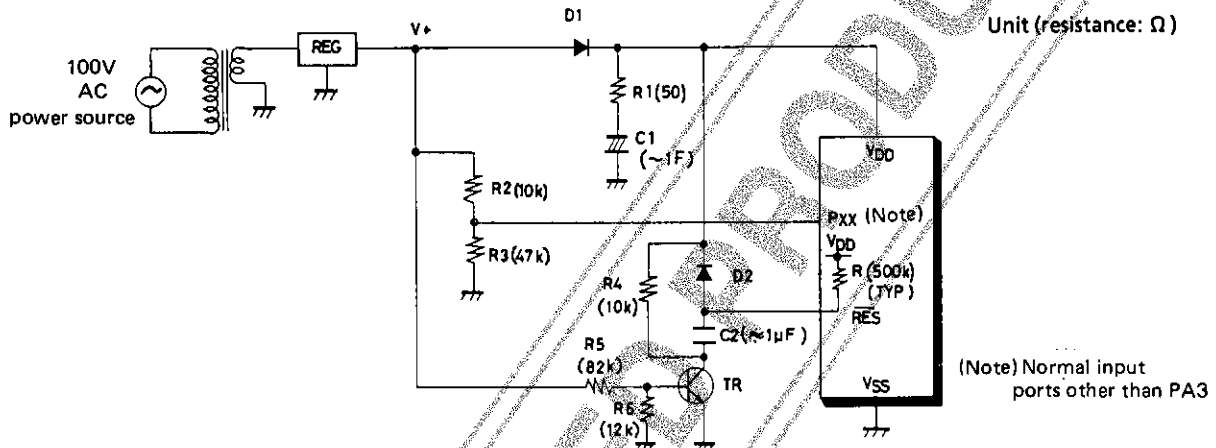 Unit (resistance: Ω)
D1
V+
REG
100V
AC
power source
R1(50)
C1
(~1F)
VDD
R2(10k)
PXX (Note)
VDD
R3(47k)
R(500k)
(TYP)
D2
R4
(10k)
RES
C2(≈1μF)
R5
(82k)
TR
R6
(12k)
VSS
(Note) Normal input
ports other than PA3
PROD